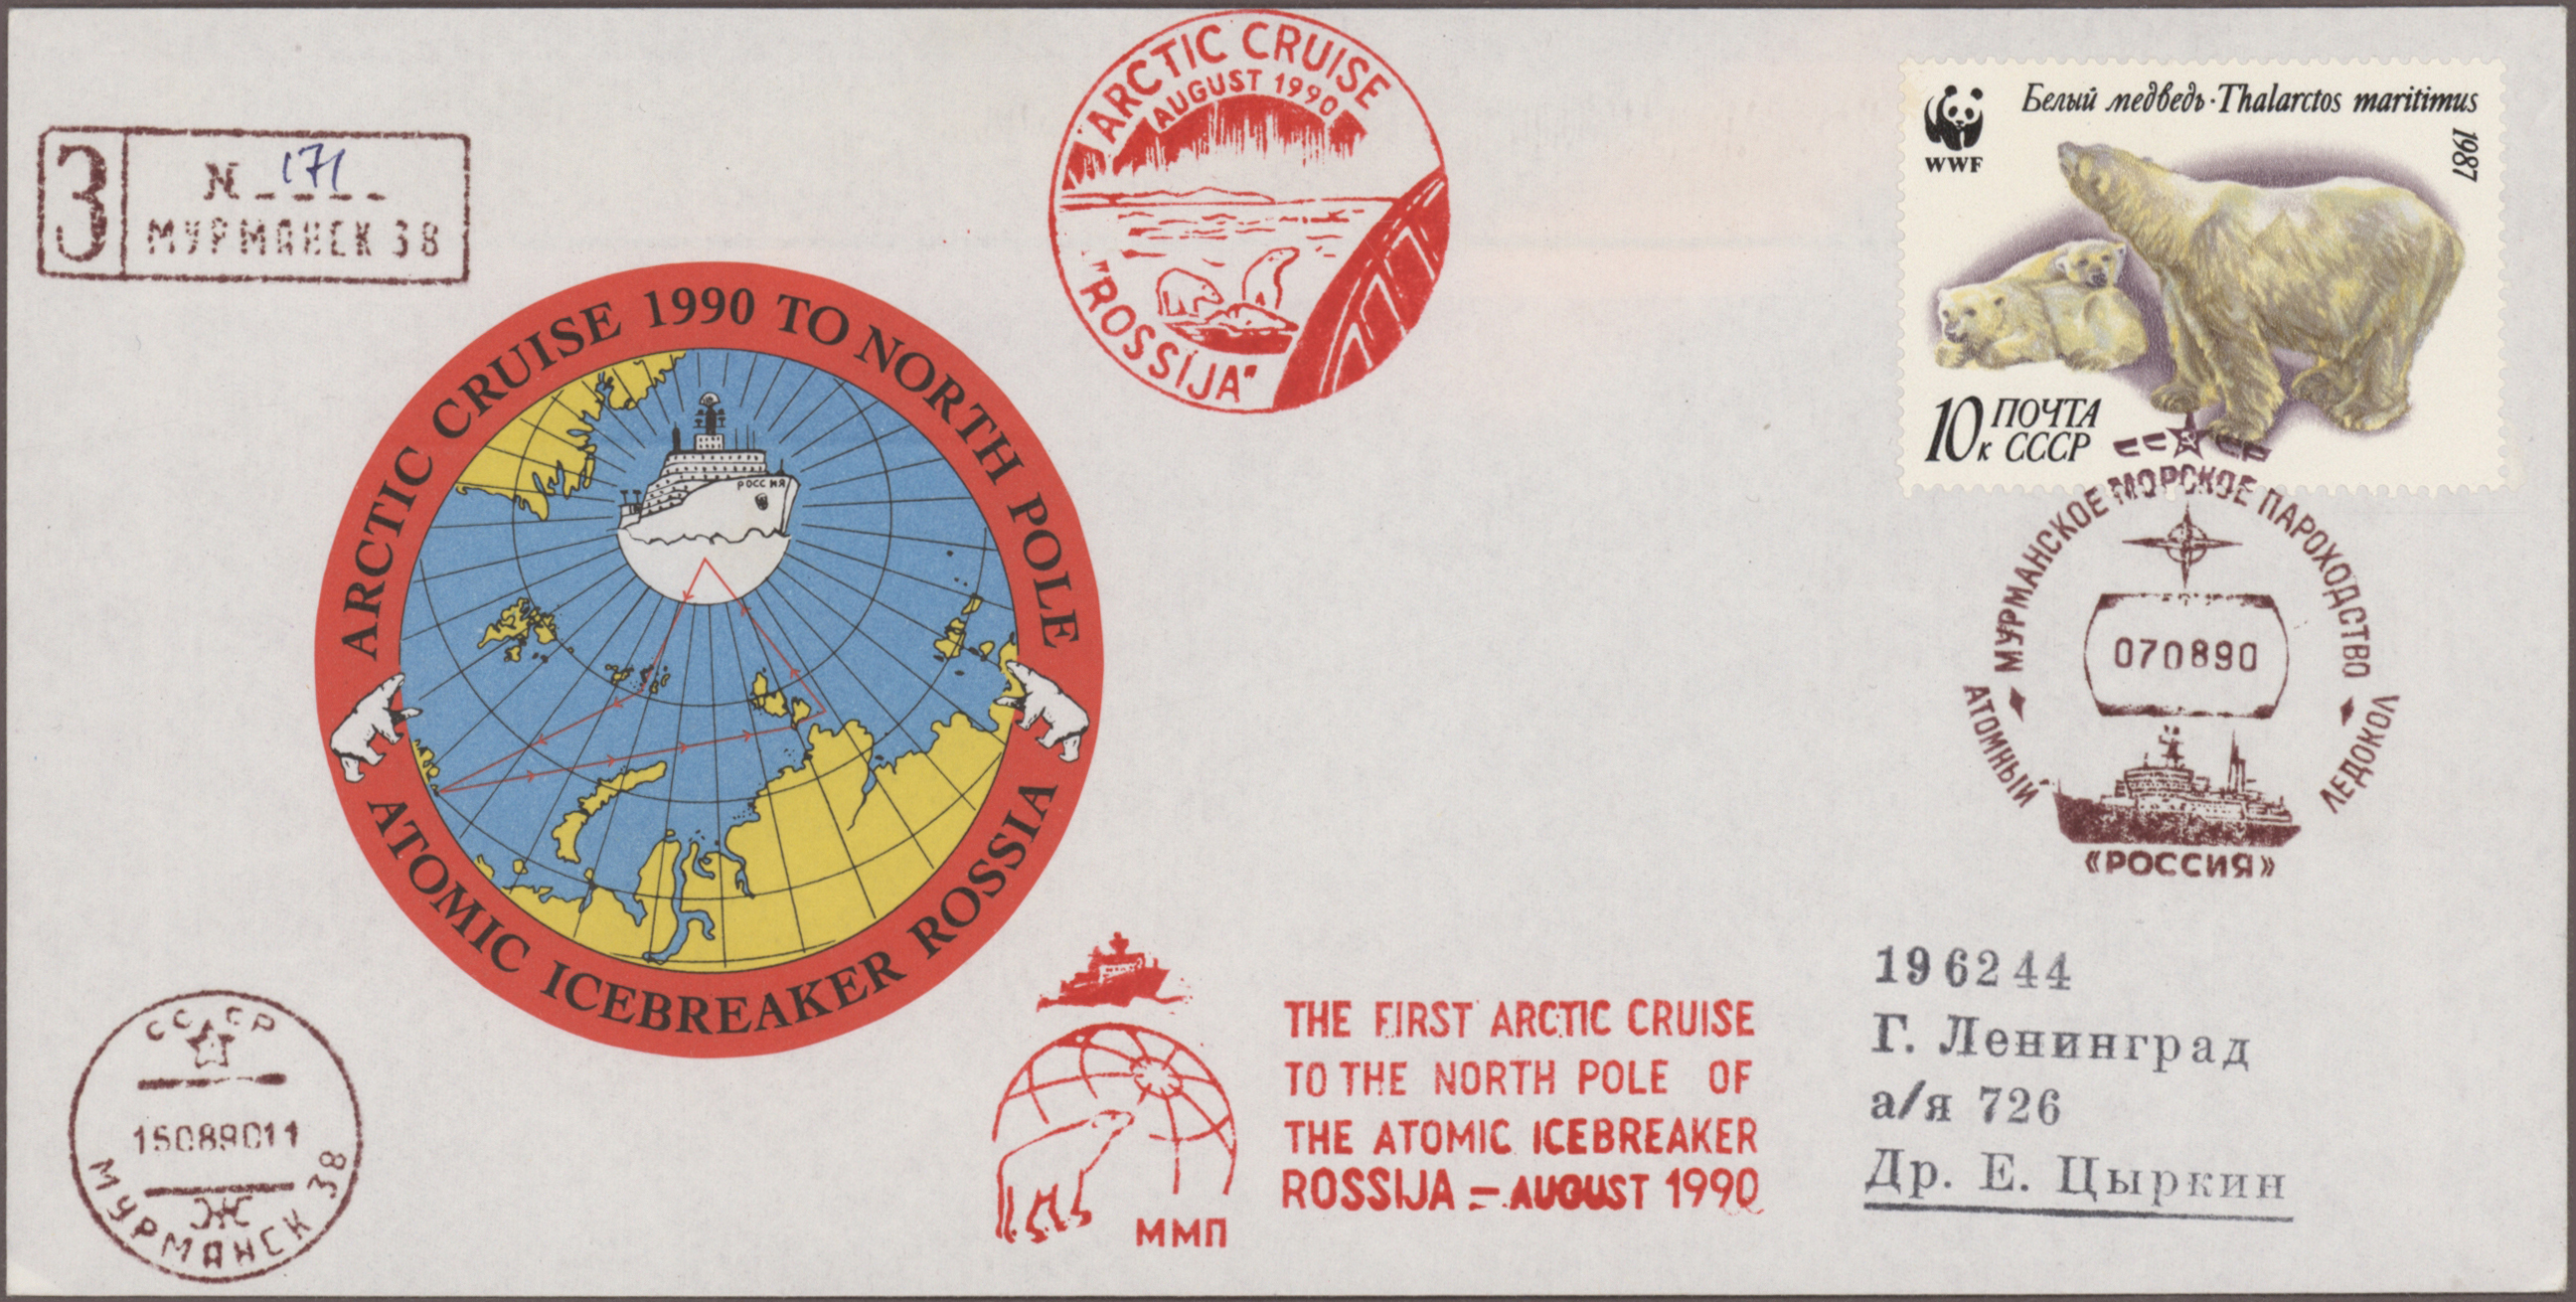 ARCTIC CRUISE
AUGUST 1990
"ROSSIJA"
WWF
Белый медведь·Thalarctos maritimus
1987
10к ПОЧТА
СССР
З
N 171
МУРМАНСК 38
ARCTIC CRUISE 1990 TO NORTH POLE
РОССИЯ
ATOMIC ICEBREAKER ROSSIA
СССР
МУРМАНСКОЕ МОРСКОЕ ПАРОХОДСТВО
070890
АТОМНЫЙ ЛЕДОКОЛ
«РОССИЯ»
СССР
15089011
Ж
МУРМАНСК 38
ММП
THE FIRST ARCTIC CRUISE
TO THE NORTH POLE OF
THE ATOMIC ICEBREAKER
ROSSIJA – AUGUST 1990
196244
Г. Ленинград
а/я 726
Др. Е. Цыркин